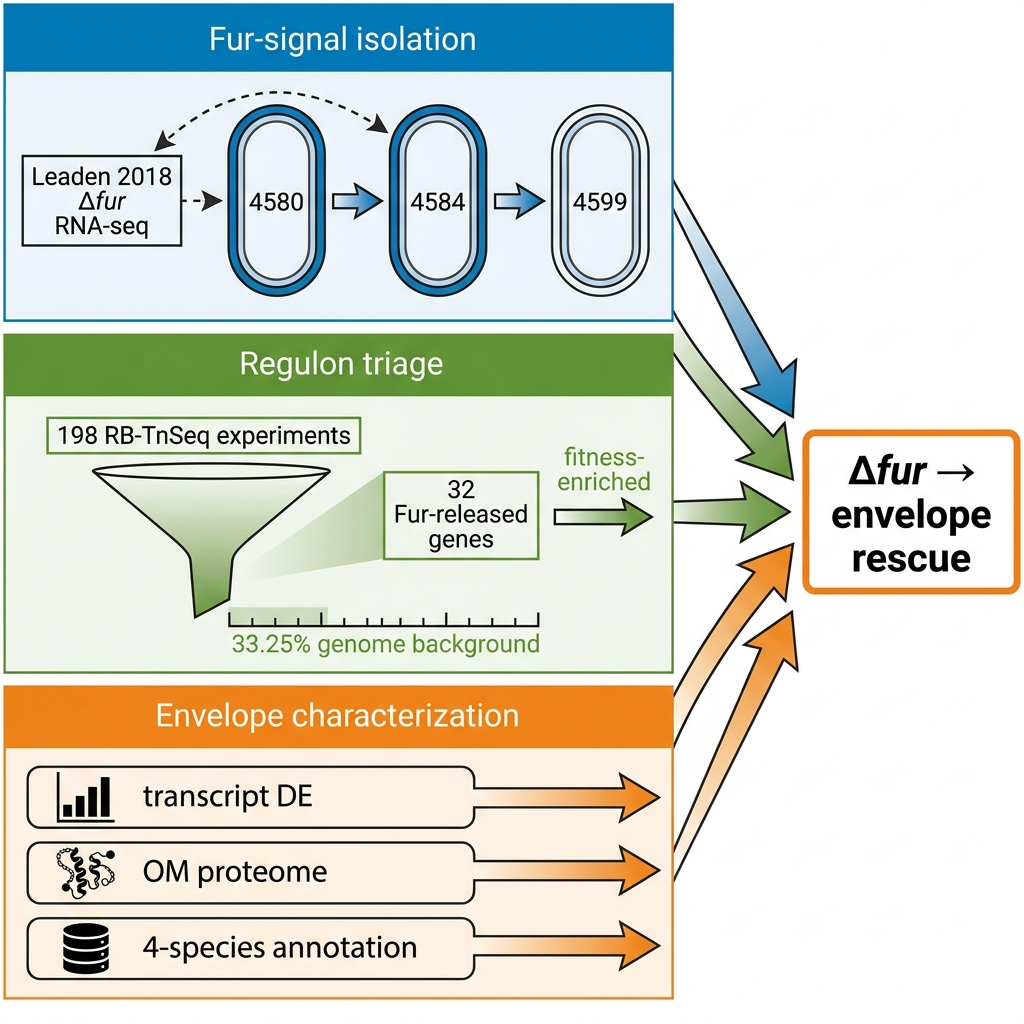 Fur-signal isolation
Leaden 2018
Δfur
RNA-seq
4580
4584
4599
Regulon triage
198 RB-TnSeq experiments
32
Fur-released
genes
fitness-
enriched
33.25% genome background
Δfur →
envelope
rescue
Envelope characterization
transcript DE
OM proteome
4-species annotation